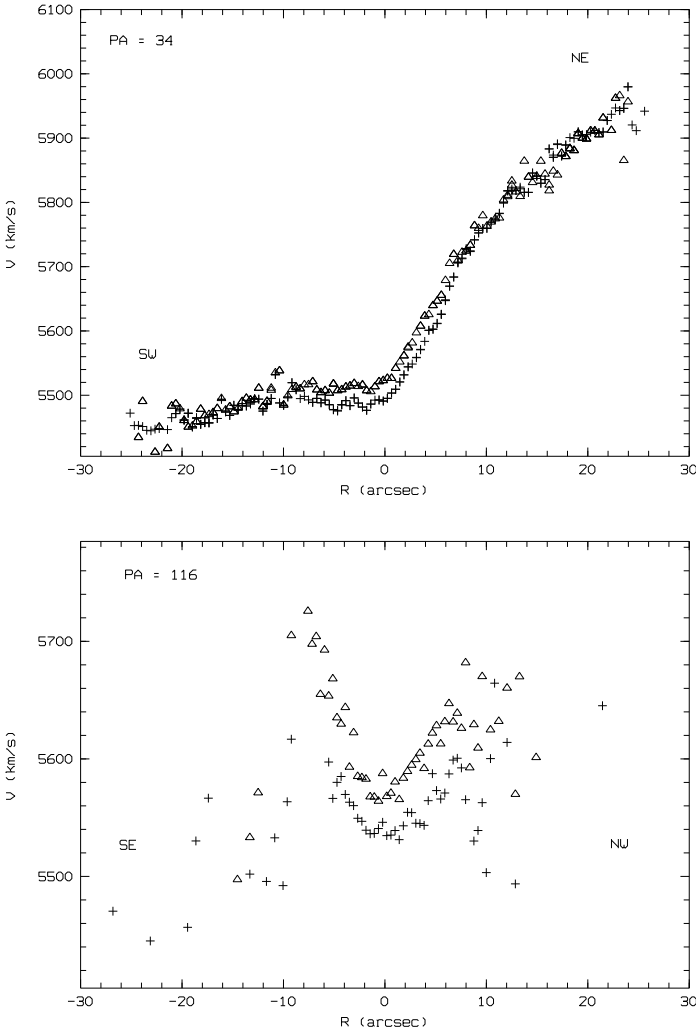 6100
PA = 34
NE
6000
5900
5800
V (km/s)
5700
5600
SW
5500
−30 −20 −10 0 10 20 30
R (arcsec)
PA = 116
5700
V (km/s)
5600
SE
NW
5500
−30 −20 −10 0 10 20 30
R (arcsec)